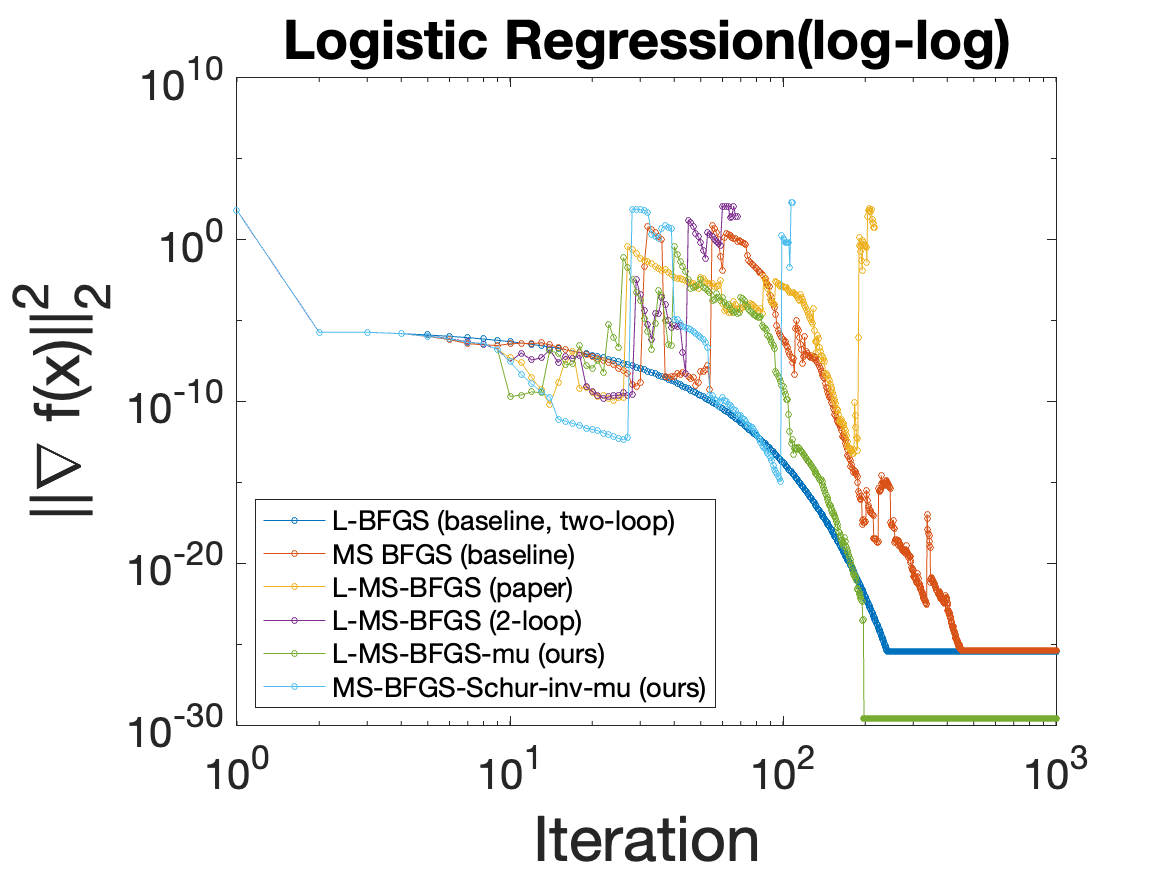 Logistic Regression(log-log)
10^10
10^0
10^-10
10^-20
10^-30
||∇ f(x)||_2^2
L-BFGS (baseline, two-loop)
MS BFGS (baseline)
L-MS-BFGS (paper)
L-MS-BFGS (2-loop)
L-MS-BFGS-mu (ours)
MS-BFGS-Schur-inv-mu (ours)
10^0 10^1 10^2 10^3
Iteration